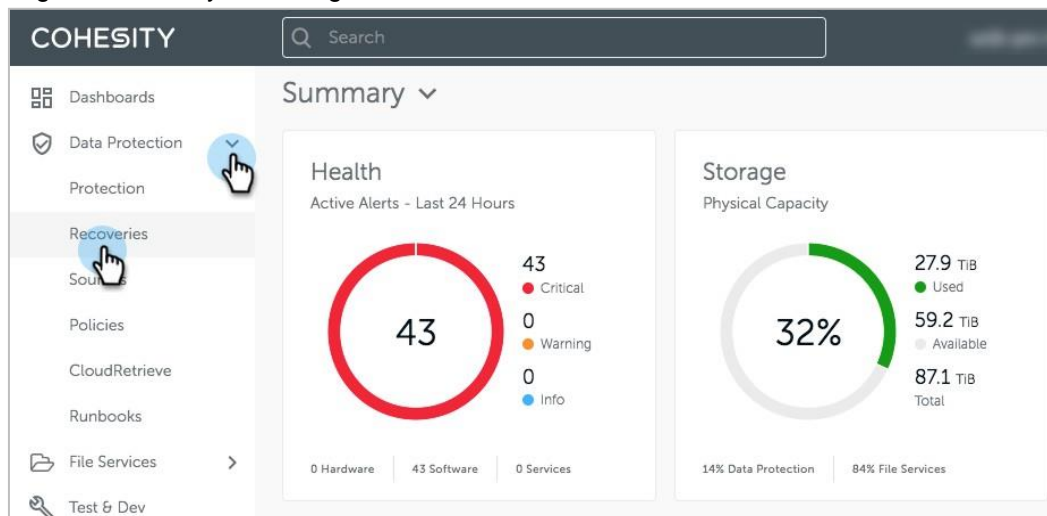 COHESITY
Search
Dashboards
Data Protection
Protection
Recoveries
Policies
CloudRetrieve
Runbooks
File Services
Test & Dev
Summary
Health
Active Alerts - Last 24 Hours
43
43
Critical
0
Warning
0
Info
0 Hardware 43 Software 0 Services
Storage
Physical Capacity
32%
27.9 TiB
Used
59.2 TiB
Available
87.1 TiB
Total
14% Data Protection 84% File Services